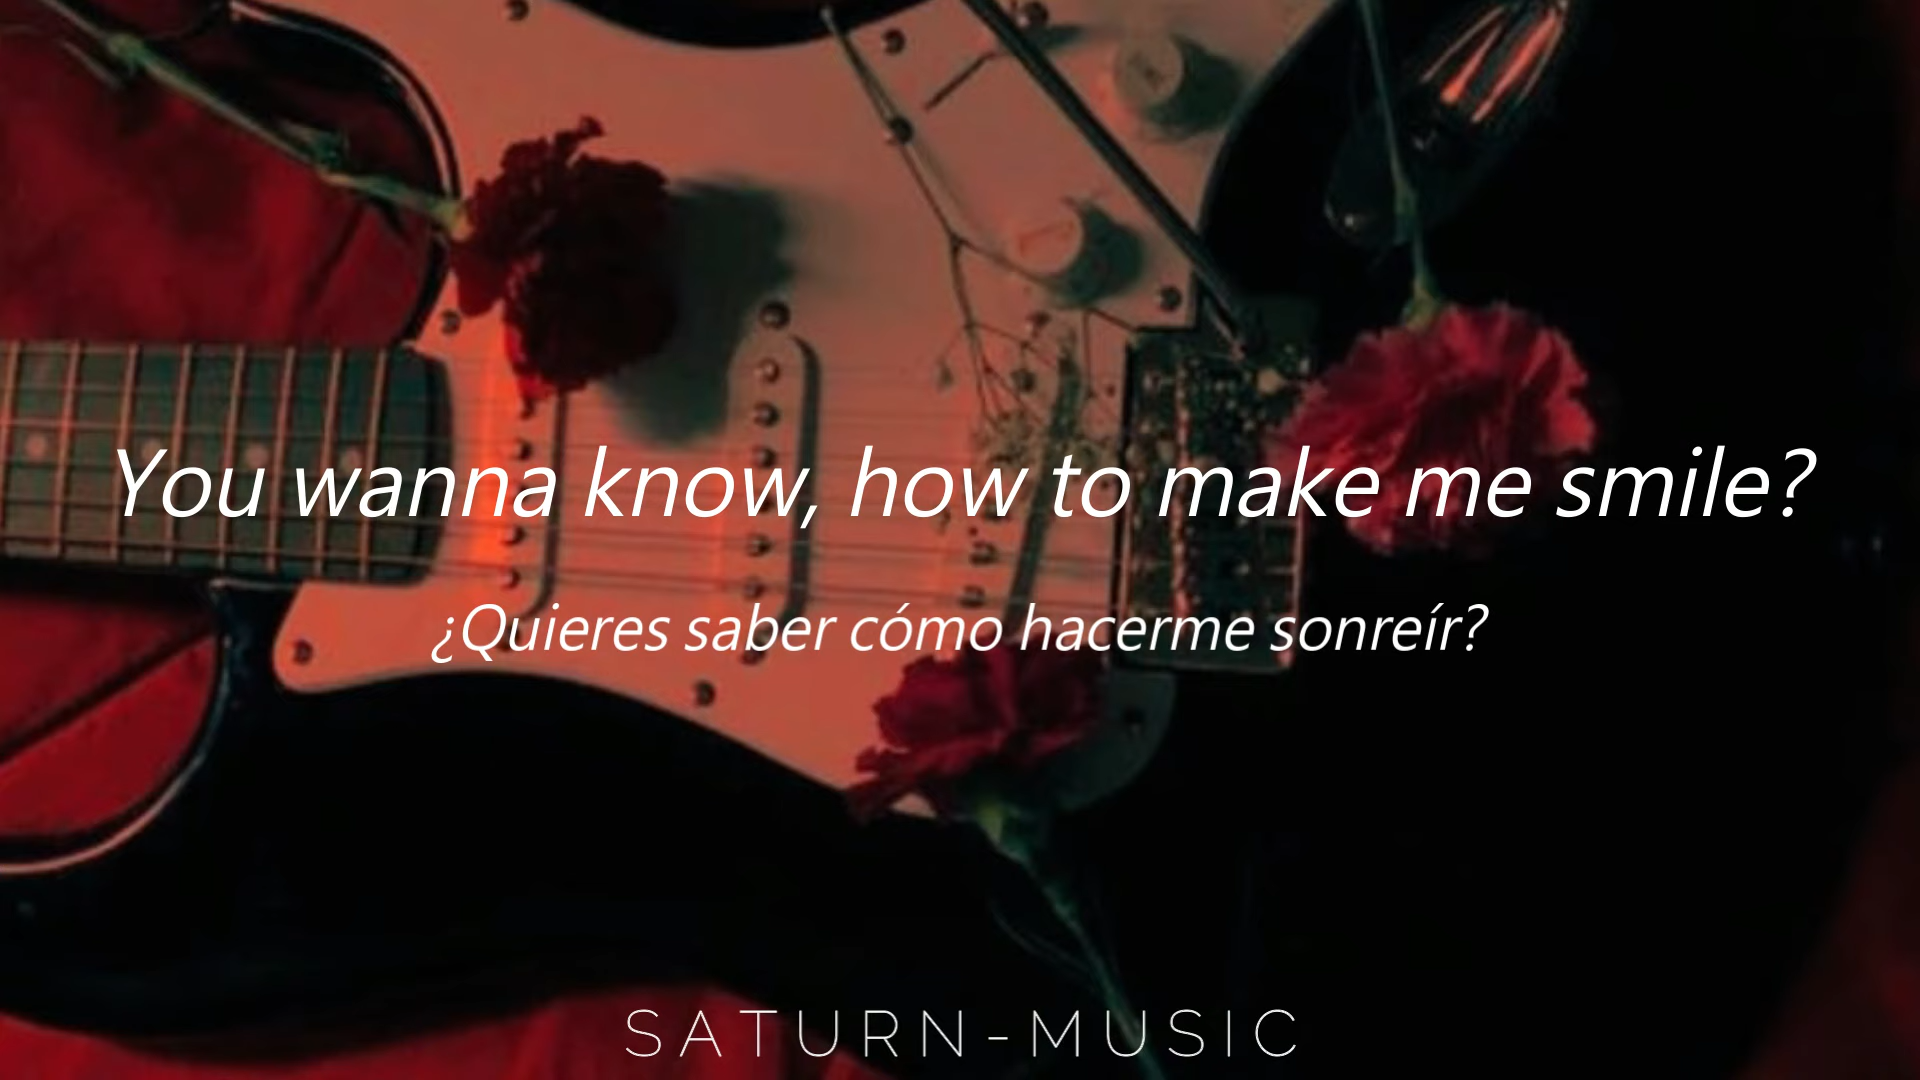 You wanna know, how to make me smile?
¿Quieres saber cómo hacerme sonreír?
SATURN-MUSIC